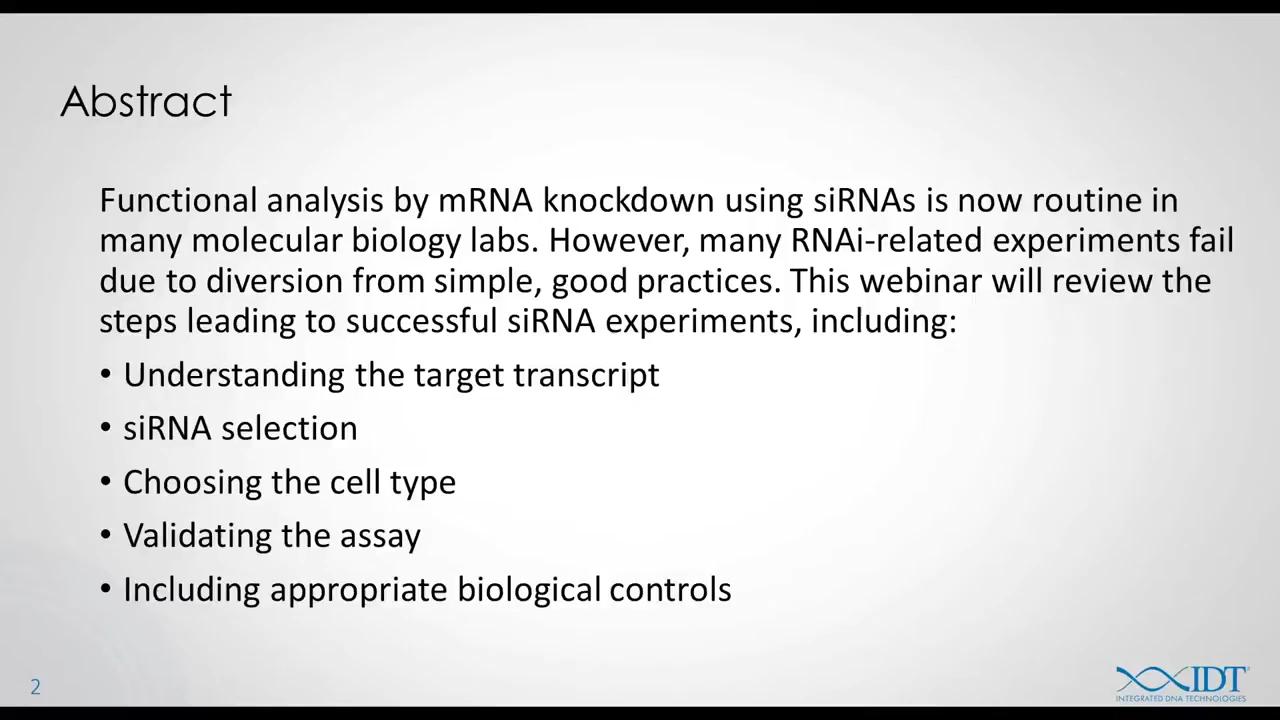 Abstract
Functional analysis by mRNA knockdown using siRNAs is now routine in
many molecular biology labs. However, many RNAi-related experiments fail
due to diversion from simple, good practices. This webinar will review the
steps leading to successful siRNA experiments, including:
• Understanding the target transcript
• siRNA selection
• Choosing the cell type
• Validating the assay
• Including appropriate biological controls
2
IDT®
INTEGRATED DNA TECHNOLOGIES